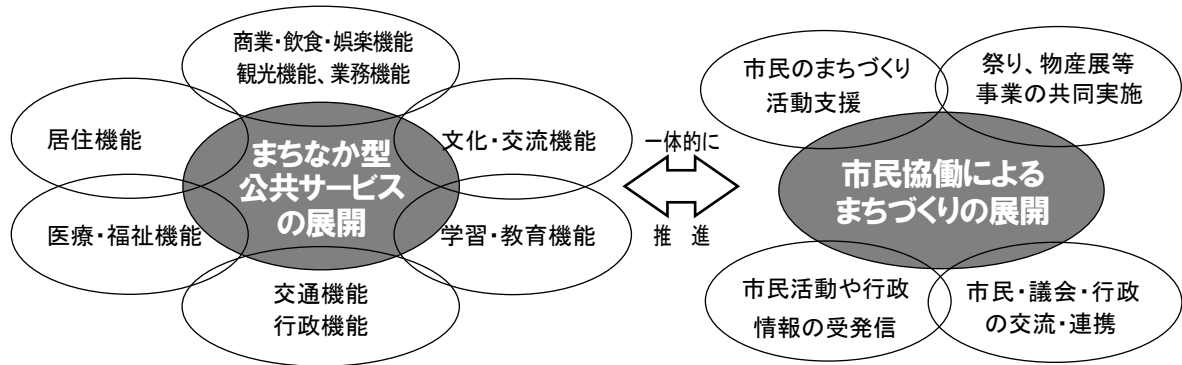 商業・飲食・娯楽機能
観光機能、業務機能
居住機能
文化・交流機能
まちなか型
公共サービス
の展開
医療・福祉機能
学習・教育機能
交通機能
行政機能
一体的に
推 進
市民のまちづくり
活動支援
祭り、物産展等
事業の共同実施
市民協働による
まちづくりの展開
市民活動や行政
情報の受発信
市民・議会・行政
の交流・連携